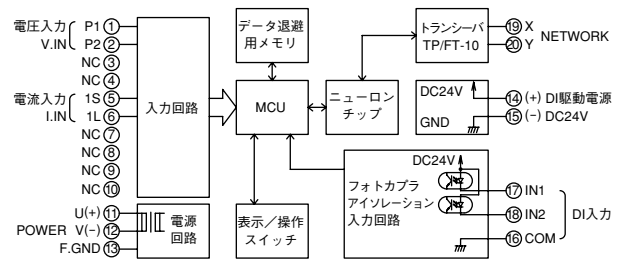 電圧入力 P1 ①
V.IN P2 ②
NC ③
NC ④
電流入力 1S ⑤
I.IN 1L ⑥
NC ⑦
NC ⑧
NC ⑨
NC ⑩
U(+) ⑪
POWER V(−) ⑫
F.GND ⑬
入力回路
電源
回路
データ退避
用メモリ
MCU
表示／操作
スイッチ
ニューロン
チップ
トランシーバ
TP/FT-10
⑲ X
⑳ Y
NETWORK
DC24V
GND
⑭ (+) DI駆動電源
⑮ (−) DC24V
DC24V
フォトカプラ
アイソレーション
入力回路
⑰ IN1
⑱ IN2
⑯ COM
DI入力